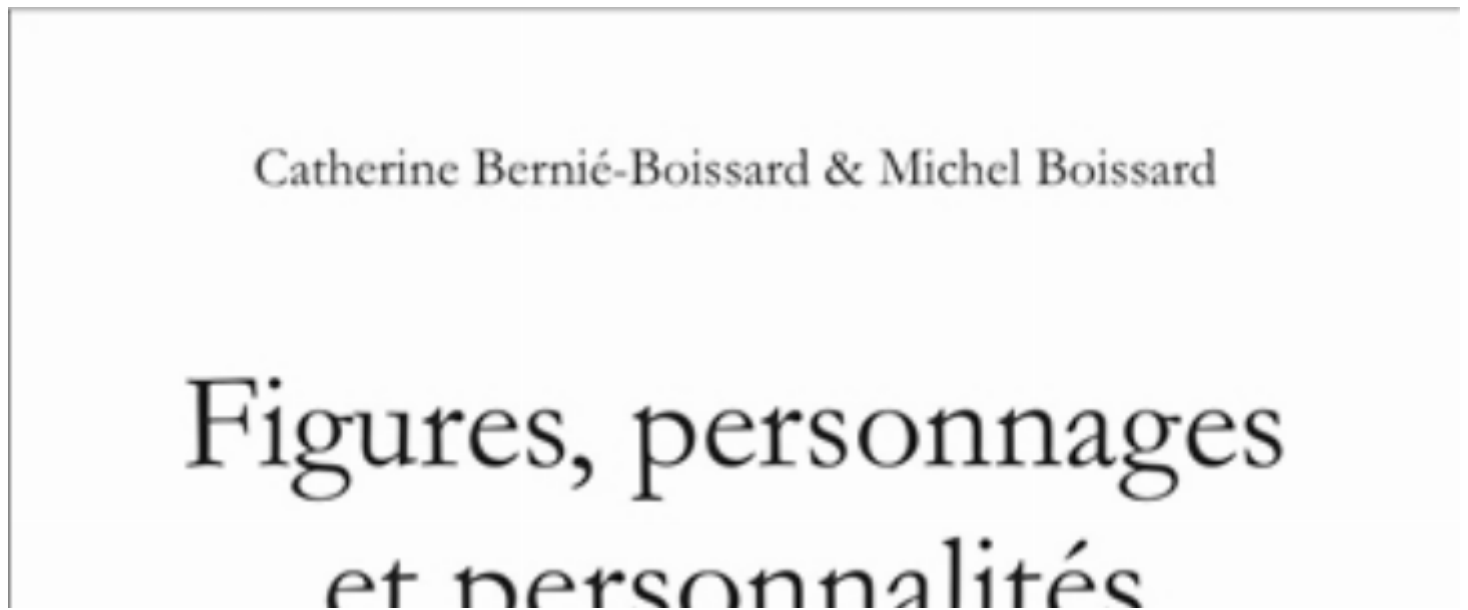 Catherine Bernié-Boissard & Michel Boissard
Figures, personnages
et personnalités